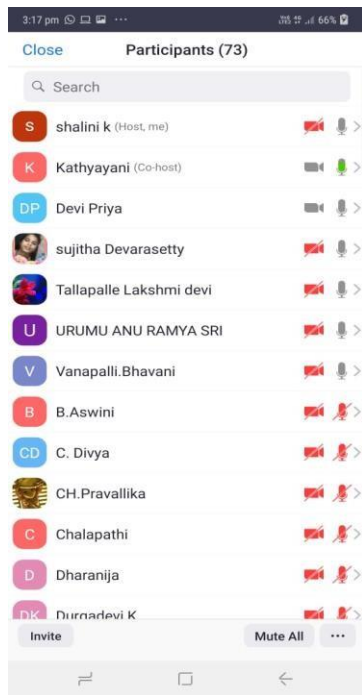 3:17 pm ... 66%
Close Participants (73)
Search
S shalini k (Host, me)
K Kathyayani (Co-host)
DP Devi Priya
sujitha Devarasetty
Tallapalle Lakshmi devi
U URUMU ANU RAMYA SRI
V Vanapalli.Bhavani
B B.Aswini
CD C. Divya
CH.Pravallika
C Chalapathi
D Dharanija
DK Durgadevi K
Invite Mute All ...